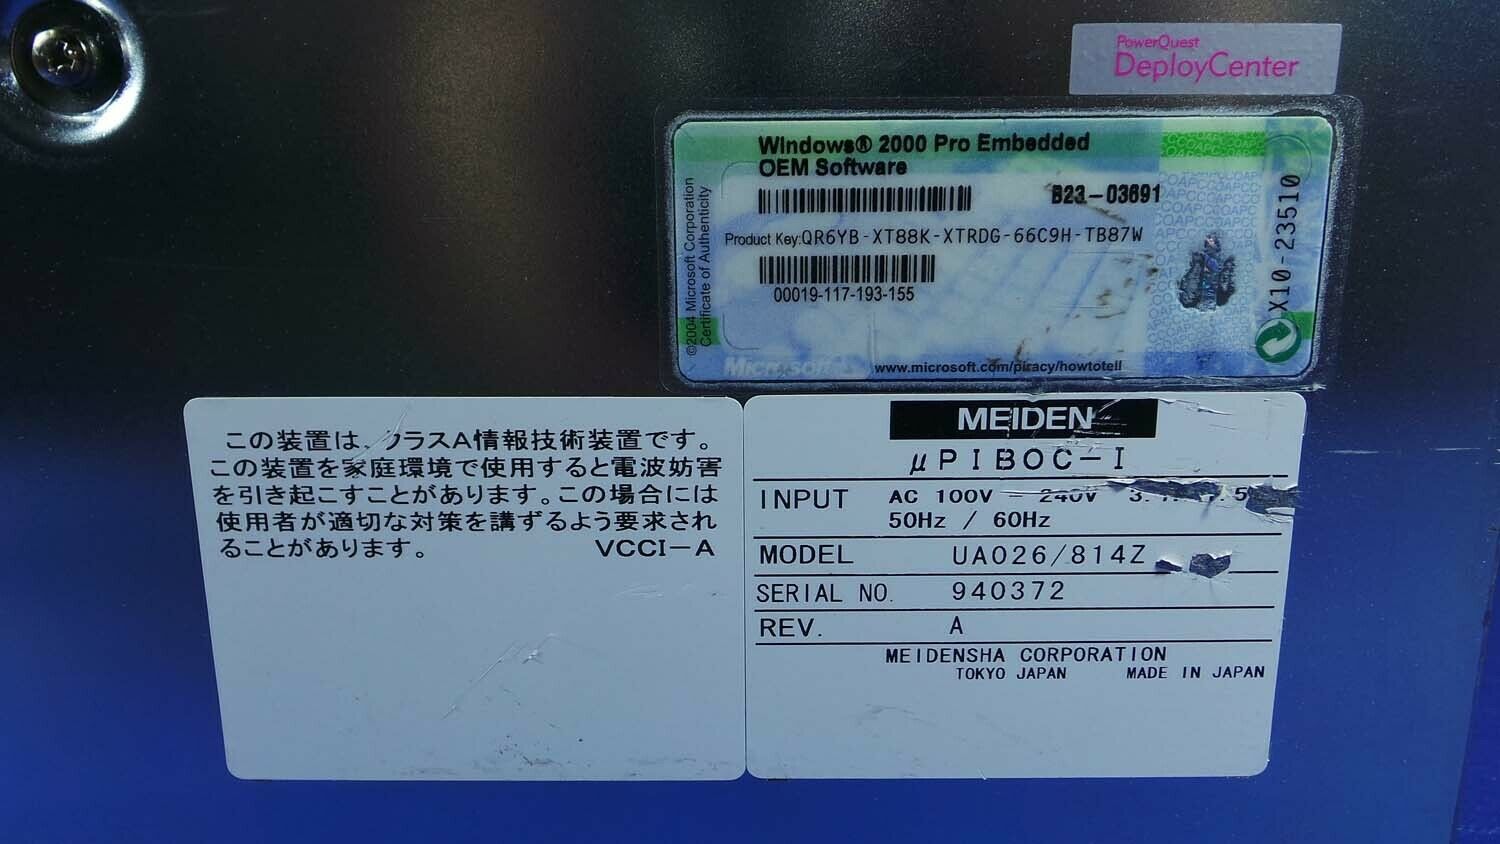 PowerQuest
DeployCenter
Windows® 2000 Pro Embedded
OEM Software
B23-03691
Product Key:QR6YB-XT88K-XTRDG-66C9H-TB87W
00019-117-193-155
©2004 Microsoft Corporation
Certificate of Authenticity
X10-23510
Microsoft
www.microsoft.com/piracy/howtotell
この装置は、クラスA情報技術装置です。
この装置を家庭環境で使用すると電波妨害
を引き起こすことがあります。この場合には
使用者が適切な対策を講ずるよう要求され
ることがあります。 VCCI-A
MEIDEN
μPIBOC-I
INPUT AC 100V - 240V
50Hz / 60Hz
MODEL UA026/814Z
SERIAL NO. 940372
REV. A
MEIDENSHA CORPORATION
TOKYO JAPAN MADE IN JAPAN